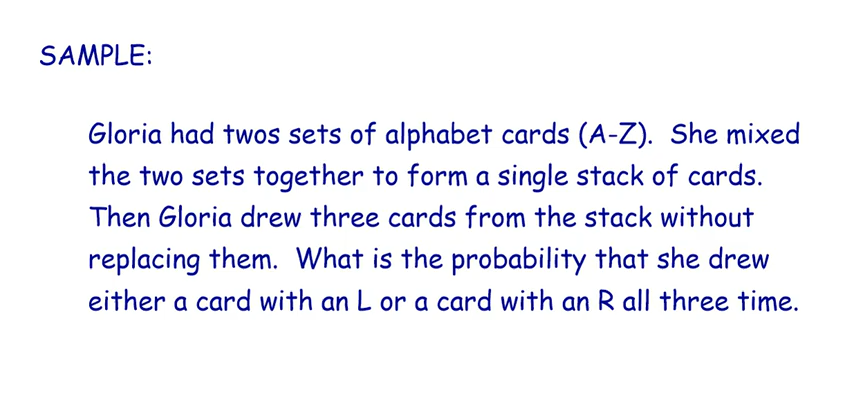 SAMPLE:
Gloria had twos sets of alphabet cards (A-Z).  She mixed
the two sets together to form a single stack of cards.
Then Gloria drew three cards from the stack without
replacing them.  What is the probability that she drew
either a card with an L or a card with an R all three time.